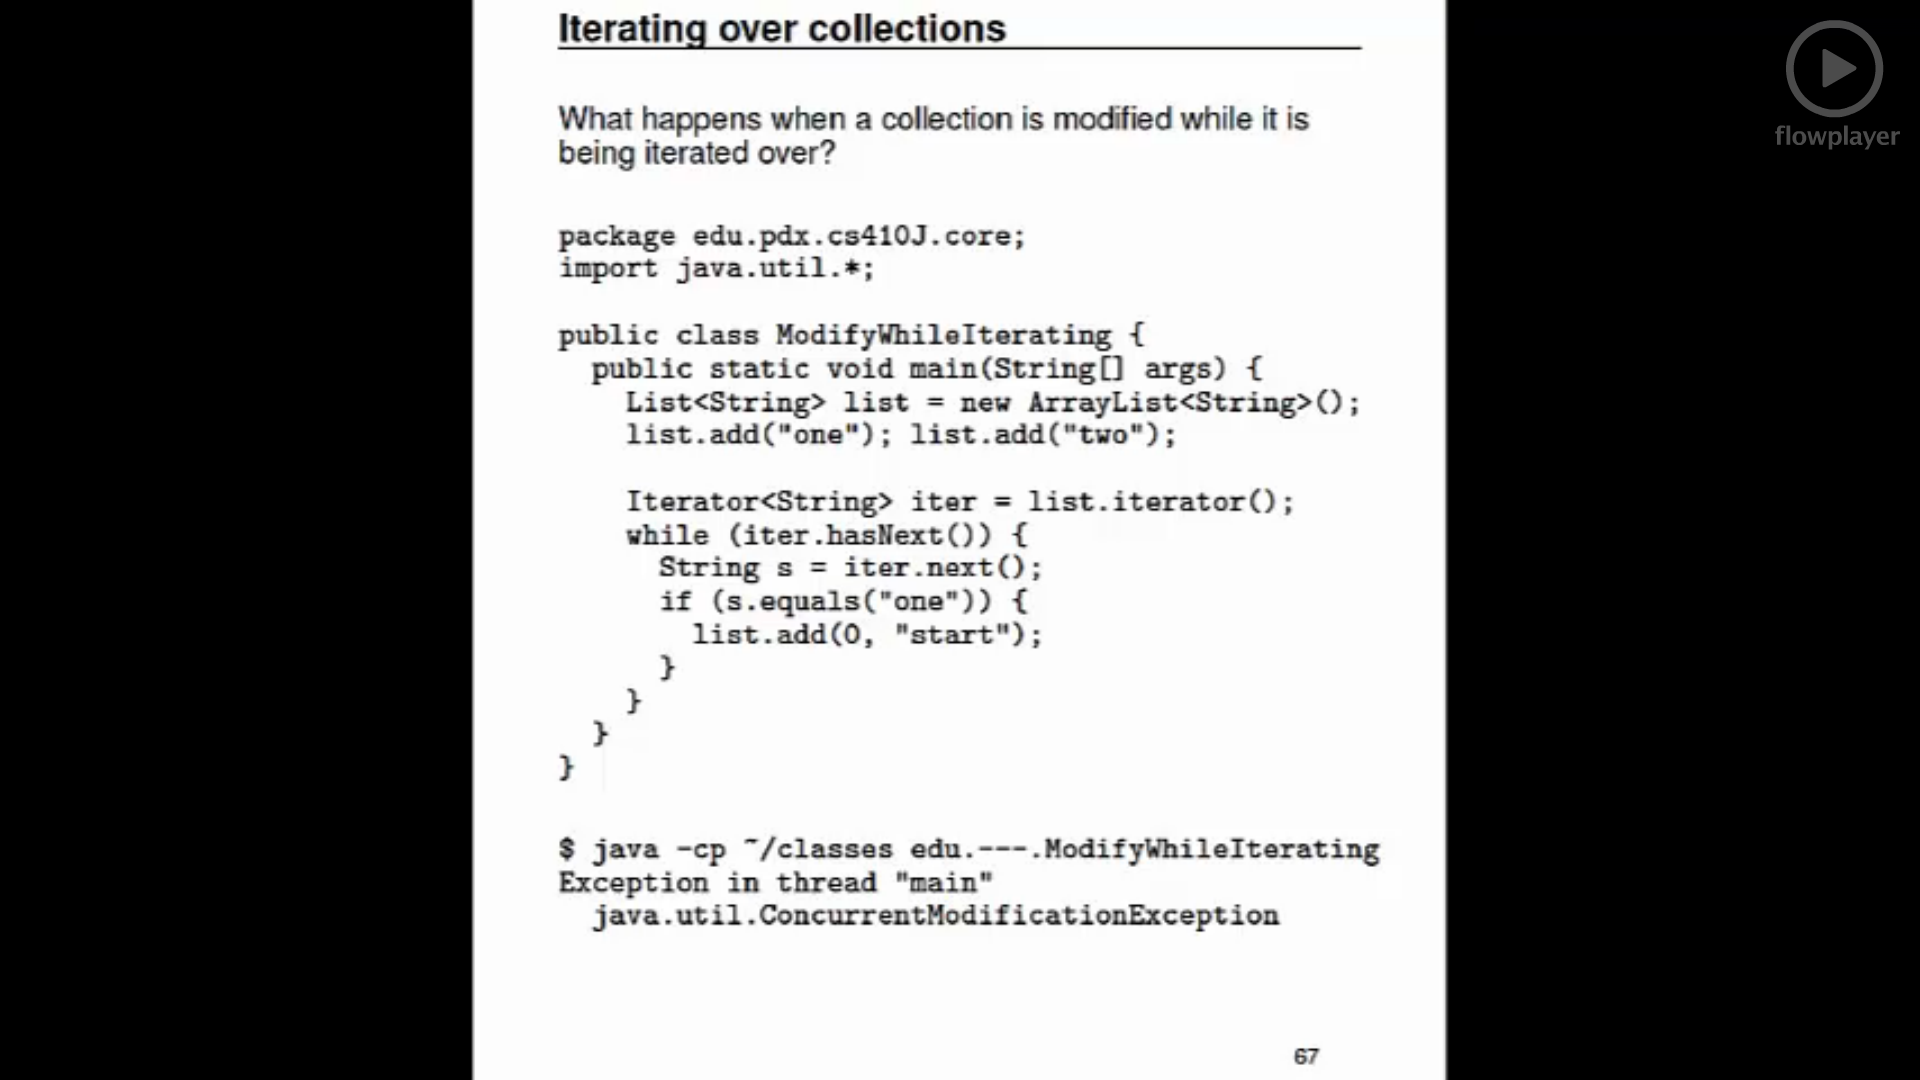 Iterating over collections
flowplayer
What happens when a collection is modified while it is
being iterated over?
package edu.pdx.cs410J.core;
import java.util.*;
public class ModifyWhileIterating {
  public static void main(String[] args) {
    List<String> list = new ArrayList<String>();
    list.add("one"); list.add("two");
    Iterator<String> iter = list.iterator();
    while (iter.hasNext()) {
      String s = iter.next();
      if (s.equals("one")) {
        list.add(0, "start");
      }
    }
  }
}
$ java -cp ~/classes edu.---.ModifyWhileIterating
Exception in thread "main"
  java.util.ConcurrentModificationException
67